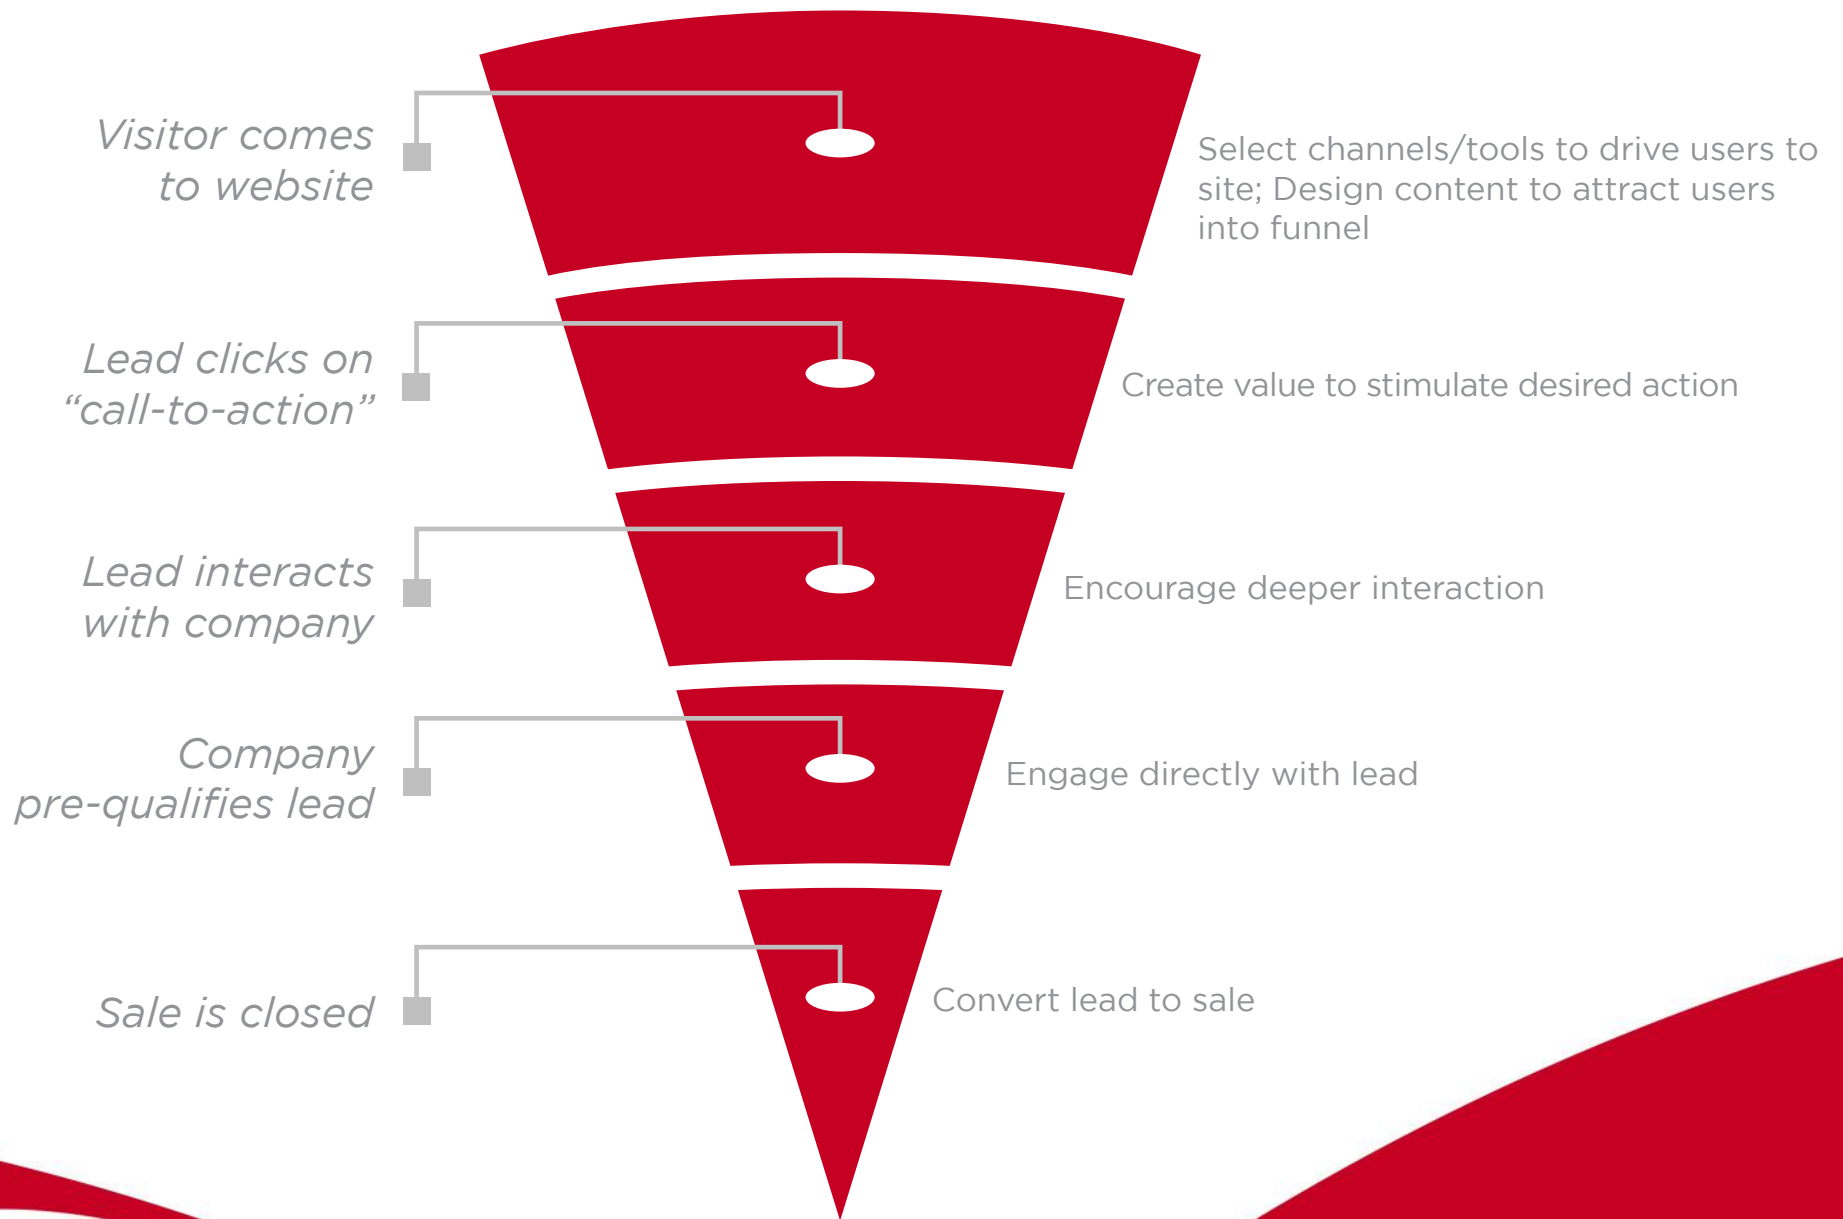 Visitor comes
to website
Select channels/tools to drive users to
site; Design content to attract users
into funnel
Lead clicks on
“call-to-action”
Create value to stimulate desired action
Lead interacts
with company
Encourage deeper interaction
Company
pre-qualifies lead
Engage directly with lead
Sale is closed
Convert lead to sale